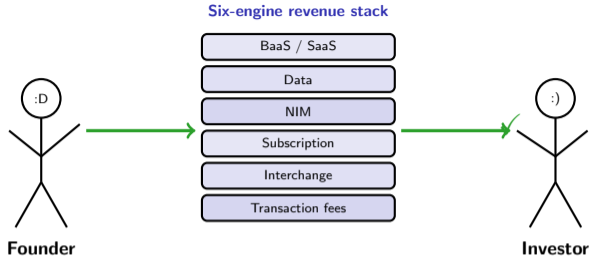 Six-engine revenue stack
BaaS / SaaS
Data
NIM
Subscription
Interchange
Transaction fees
:D
:)
Founder
Investor